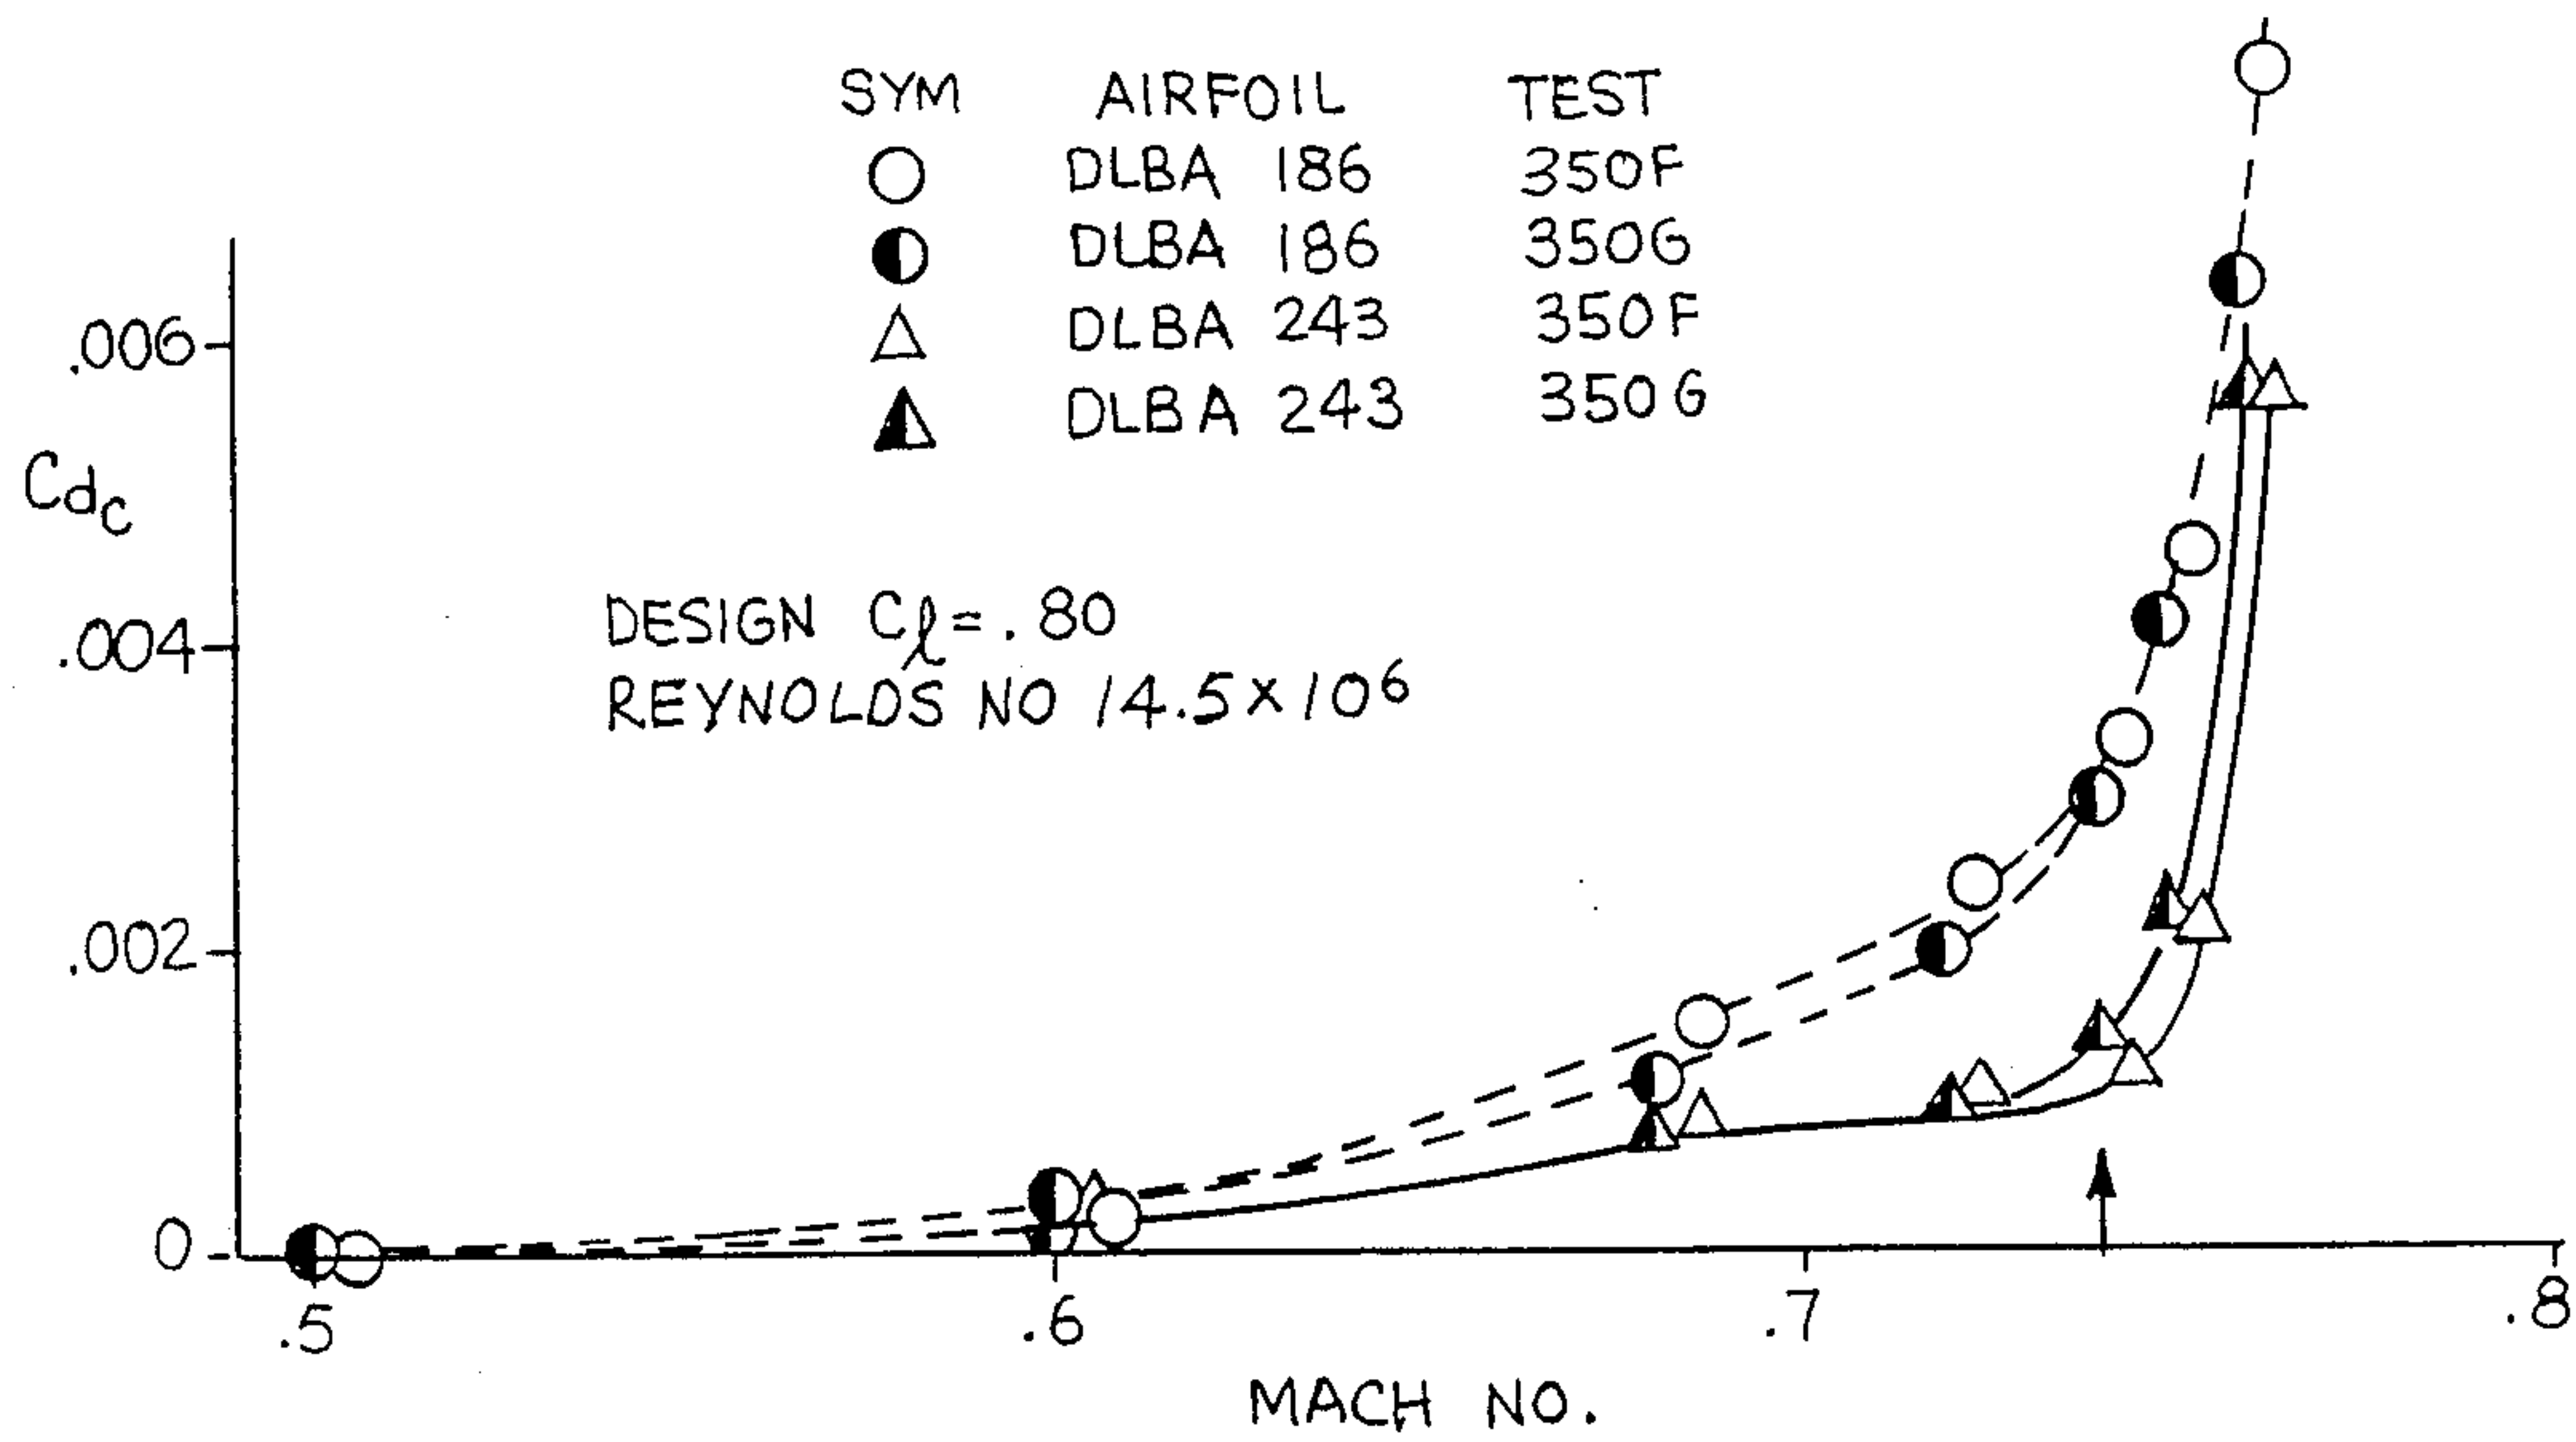 SYM AIRFOIL TEST
DLBA 186 350F
DLBA 186 350G
DLBA 243 350F
DLBA 243 350G
.006
Cdc
DESIGN Cℓ = .80
.004
REYNOLDS NO 14.5 × 10⁶
.002
0
.5 .6 .7 .8
MACH NO.